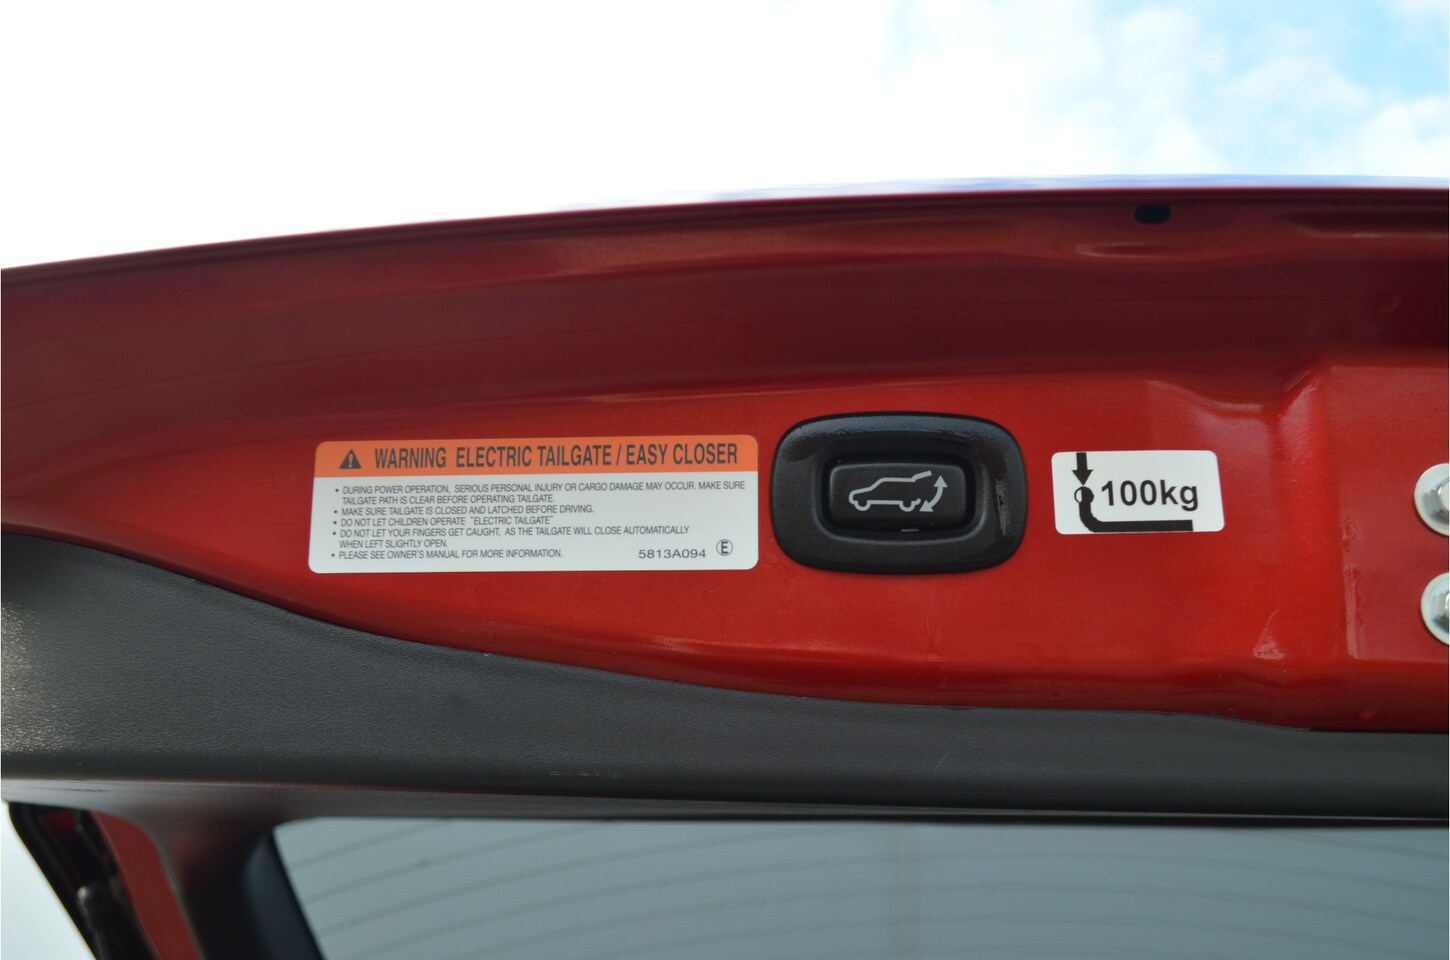 WARNING ELECTRIC TAILGATE / EASY CLOSER
• DURING POWER OPERATION, SERIOUS PERSONAL INJURY OR CARGO DAMAGE MAY OCCUR. MAKE SURE
TAILGATE PATH IS CLEAR BEFORE OPERATING TAILGATE.
• MAKE SURE TAILGATE IS CLOSED AND LATCHED BEFORE DRIVING.
• DO NOT LET CHILDREN OPERATE "ELECTRIC TAILGATE"
• DO NOT LET YOUR FINGERS GET CAUGHT, AS THE TAILGATE WILL CLOSE AUTOMATICALLY
WHEN LEFT SLIGHTLY OPEN.
• PLEASE SEE OWNER'S MANUAL FOR MORE INFORMATION.
5813A094 Ⓔ
100kg